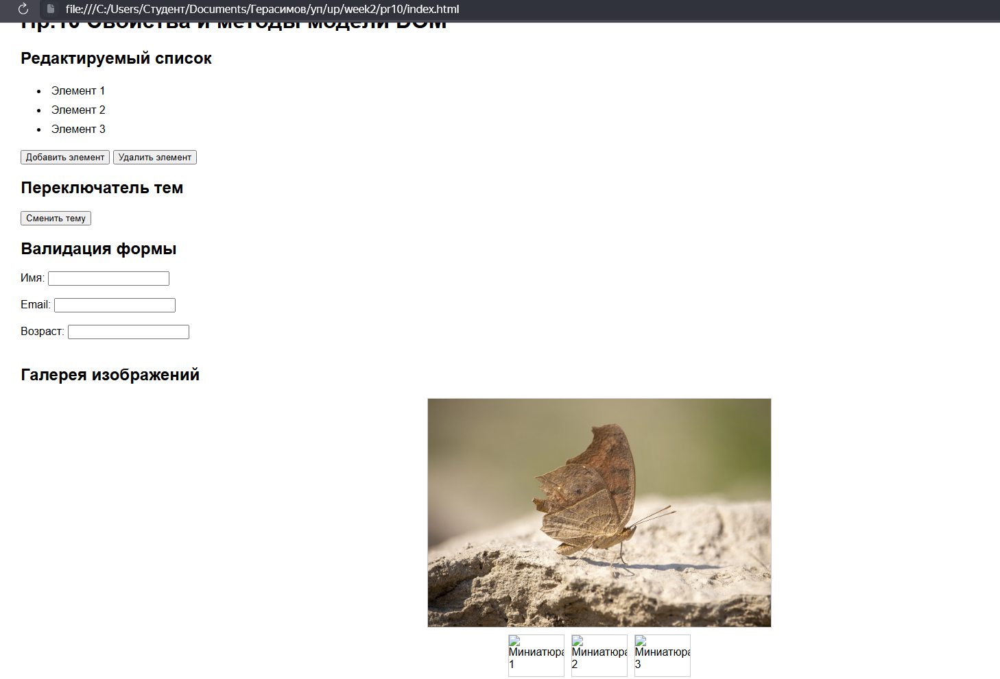 file:///C:/Users/Студент/Documents/Герасимов/уп/up/week2/pr10/index.html
Пр.10 Свойства и методы модели DOM
Редактируемый список
Элемент 1
Элемент 2
Элемент 3
Добавить элемент Удалить элемент
Переключатель тем
Сменить тему
Валидация формы
Имя:
Email:
Возраст:
Галерея изображений
Миниатюра 1
Миниатюра 2
Миниатюра 3